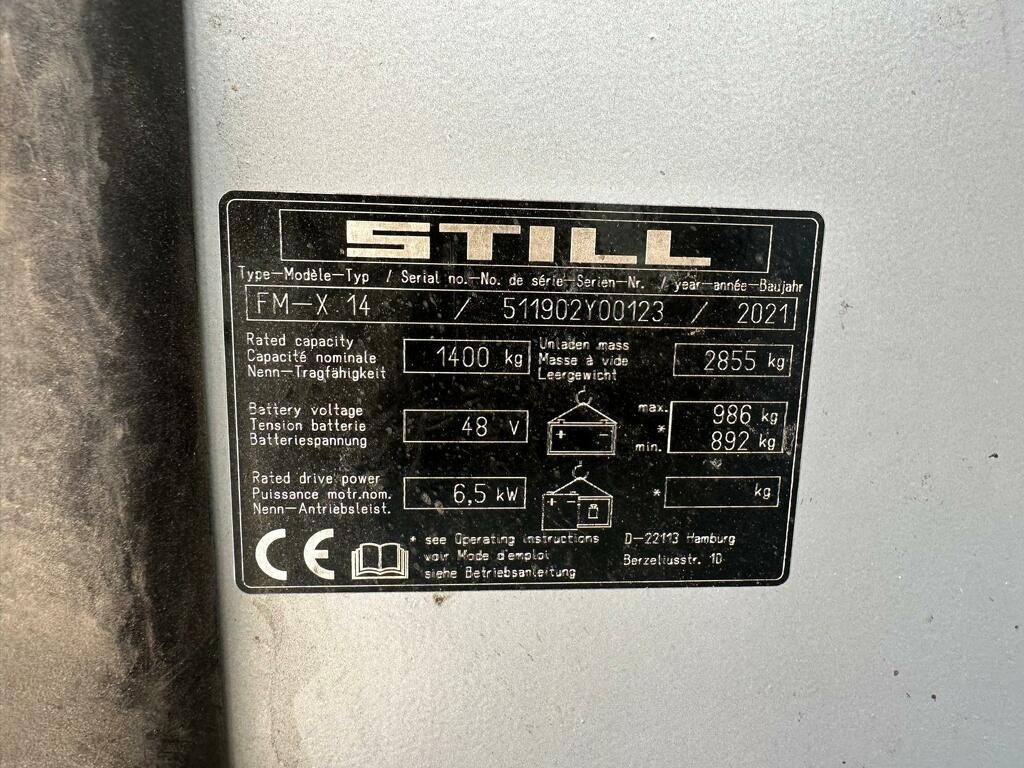 STILL
Type-Modèle-Typ / Serial no.-No. de série-Serien-Nr. / year-année-Baujahr
FM-X 14 / 511902Y00123 / 2021
Rated capacity
Capacité nominale
Nenn-Tragfähigkeit
1400 kg
Unladen mass
Masse à vide
Leergewicht
2855 kg
Battery voltage
Tension batterie
Batteriespannung
48 V
+ -
max. 986 kg
*
min. 892 kg
Rated drive power
Puissance motr.nom.
Nenn-Antriebsleist.
6,5 kW
+ -
* kg
CE
* see Operating instructions
voir Mode d'emploi
siehe Betriebsanleitung
D-22113 Hamburg
Berzeliusstr. 10